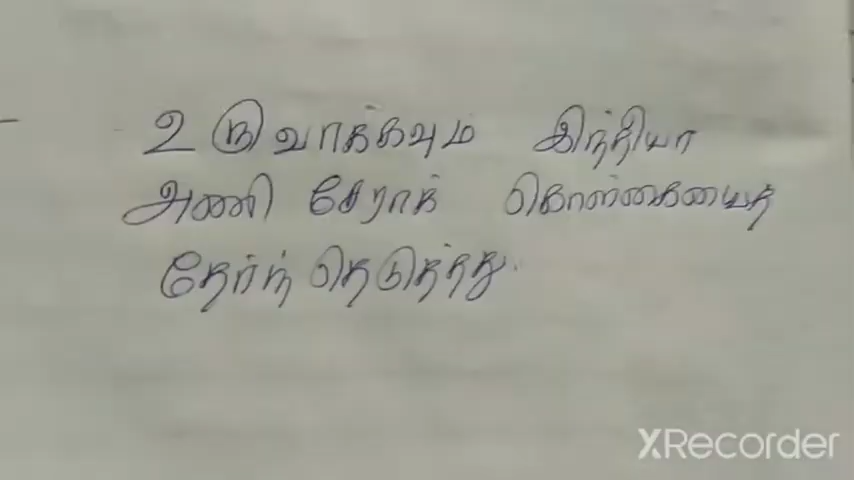 உருவாக்கவும் இந்தியா
அணி சேராக் கொள்கையைத்
தேர்ந்தெடுத்தது.
XRecorder